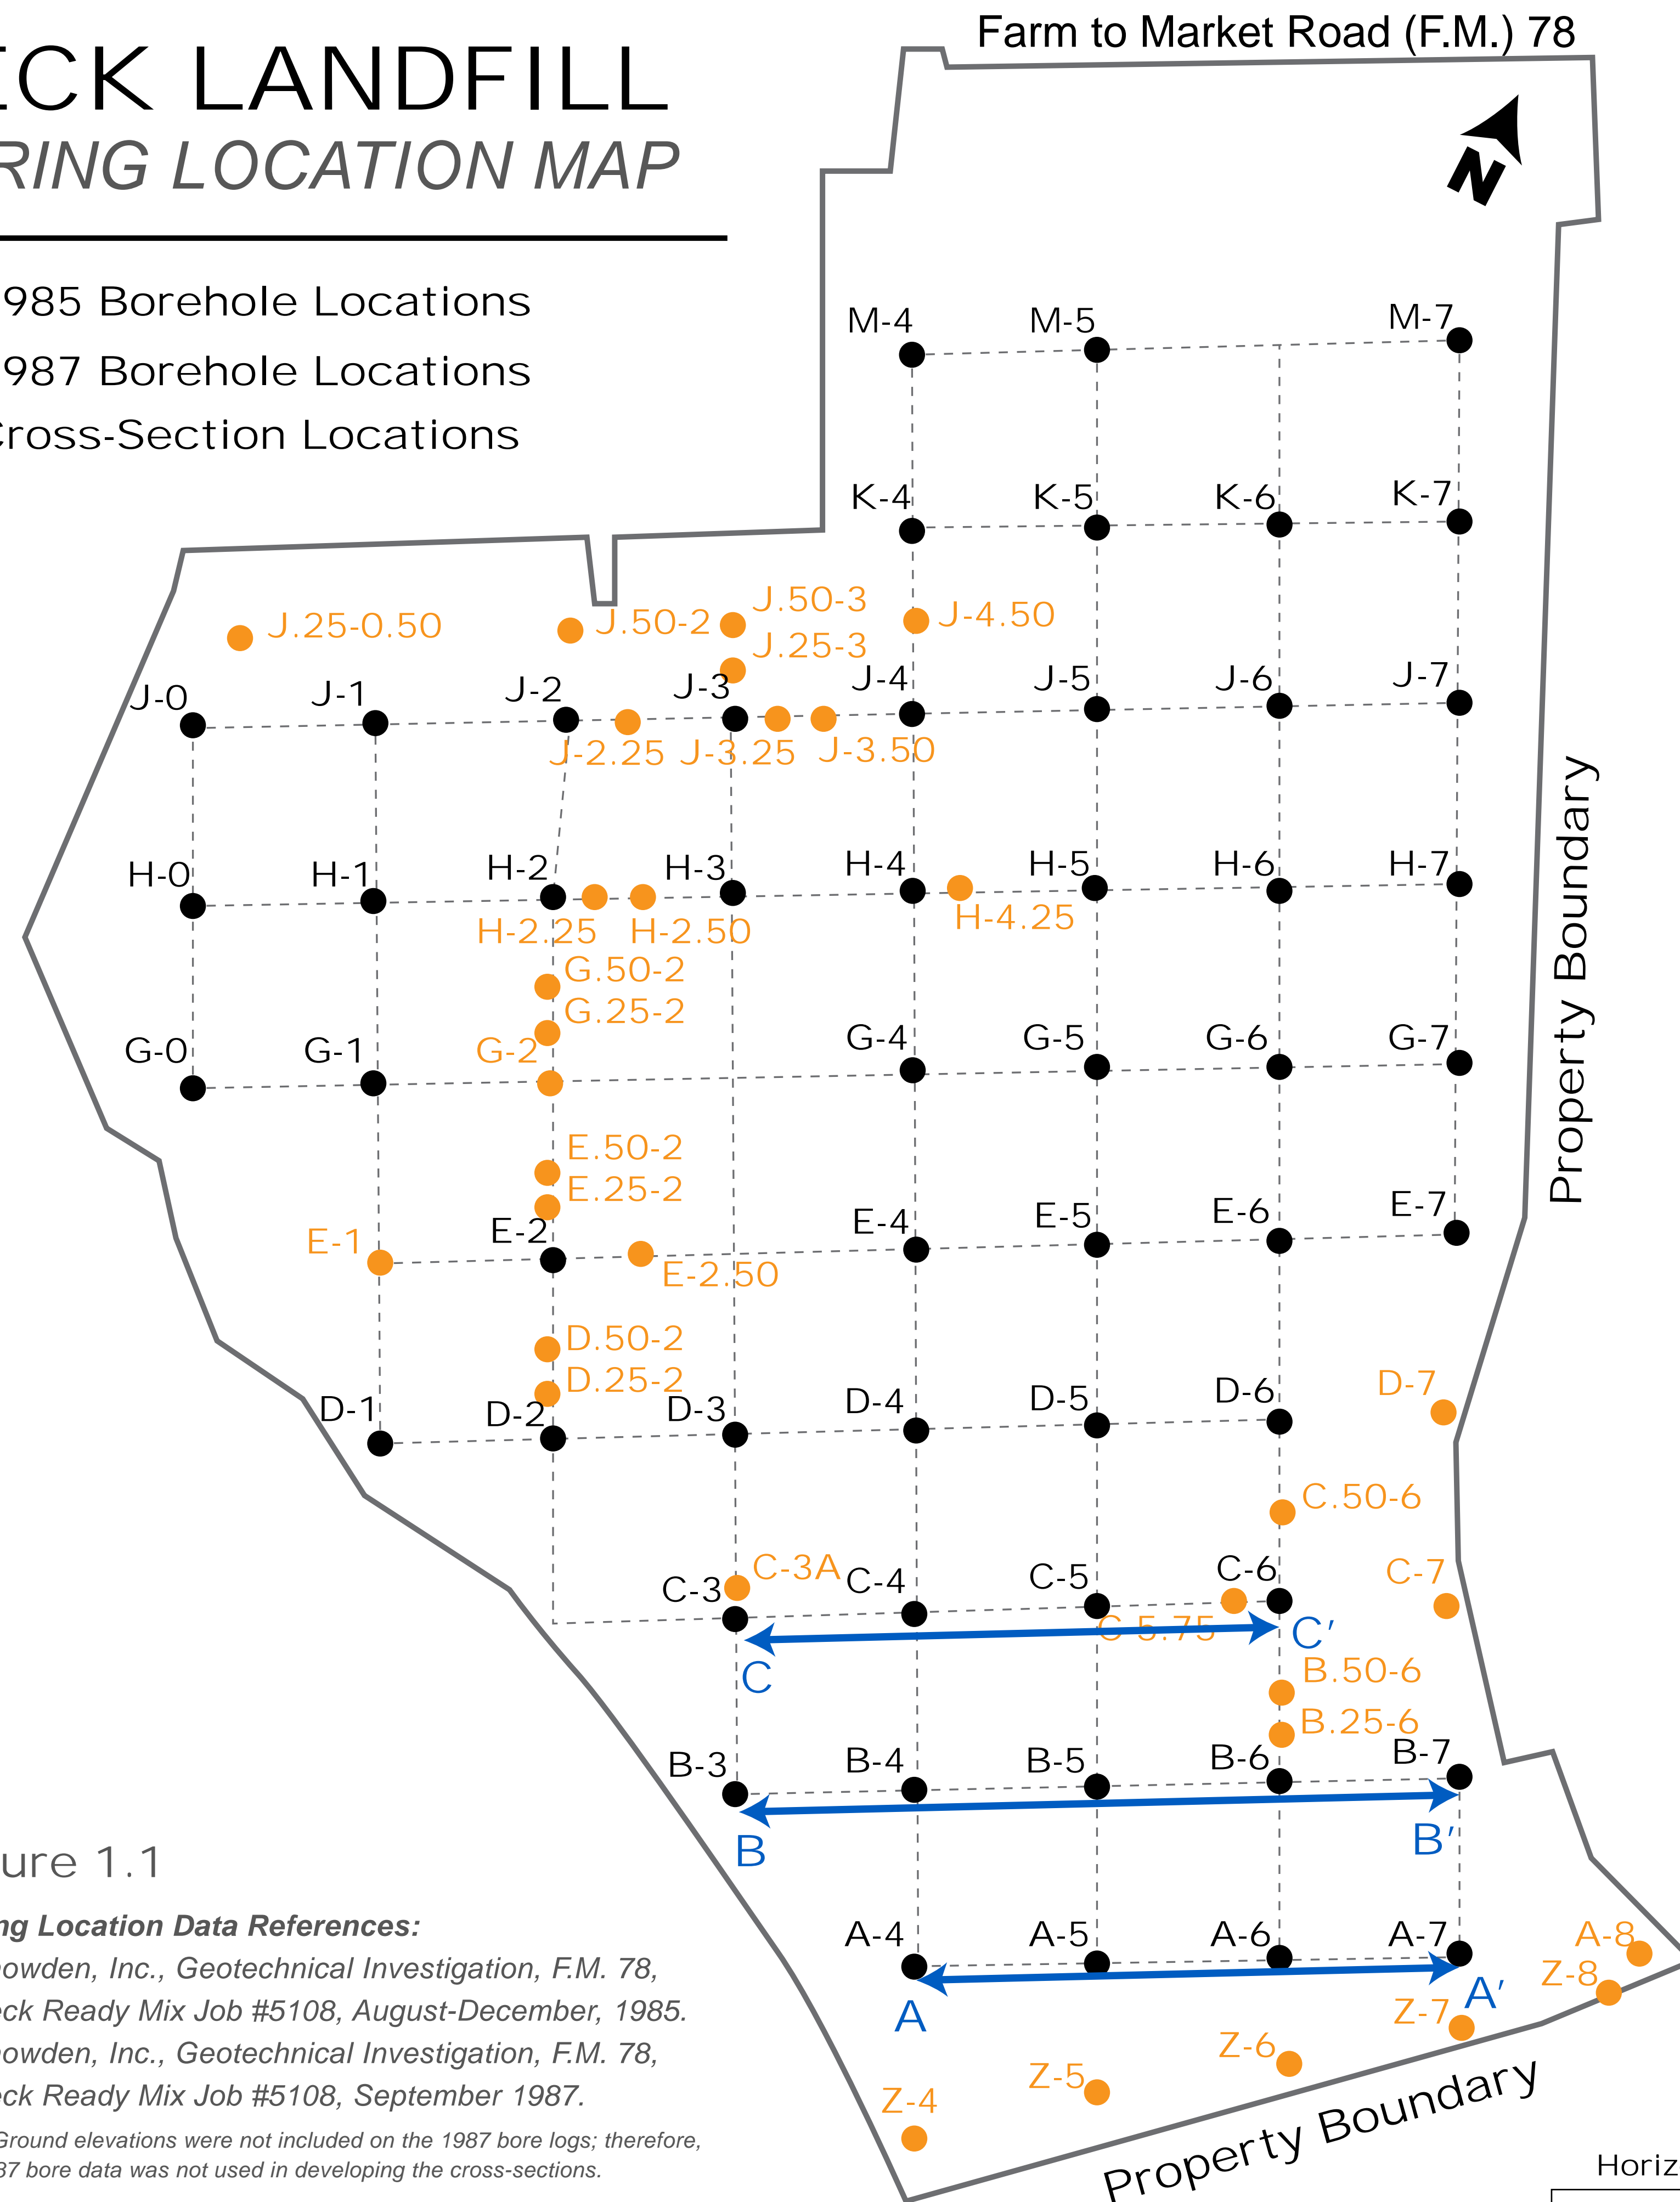 Farm to Market Road (F.M.) 78
ECK LANDFILL
RING LOCATION MAP
N
985 Borehole Locations
987 Borehole Locations
Cross-Section Locations
M-4 M-5 M-7
K-4 K-5 K-6 K-7
J.25-0.50 J.50-2 J.50-3 J-4.50
J.25-3
J-0 J-1 J-2 J-3 J-4 J-5 J-6 J-7
J-2.25 J-3.25 J-3.50
Property Boundary
H-0 H-1 H-2 H-3 H-4 H-5 H-6 H-7
H-2.25 H-2.50 H-4.25
G.50-2
G.25-2
G-0 G-1 G-2 G-4 G-5 G-6 G-7
E.50-2
E.25-2
E-1 E-2 E-4 E-5 E-6 E-7
E-2.50
D.50-2
D.25-2
D-1 D-2 D-3 D-4 D-5 D-6 D-7
C.50-6
C-3 C-3A C-4 C-5 C-6 C-7
C-5.75
C C′
B.50-6
B.25-6
B-3 B-4 B-5 B-6 B-7
B B′
A-4 A-5 A-6 A-7 A-8
Z-8
A A′
Z-4 Z-5 Z-6 Z-7
Property Boundary
ure 1.1
ng Location Data References:
owden, Inc., Geotechnical Investigation, F.M. 78,
eck Ready Mix Job #5108, August-December, 1985.
owden, Inc., Geotechnical Investigation, F.M. 78,
eck Ready Mix Job #5108, September 1987.
Ground elevations were not included on the 1987 bore logs; therefore,
87 bore data was not used in developing the cross-sections.
Horiz